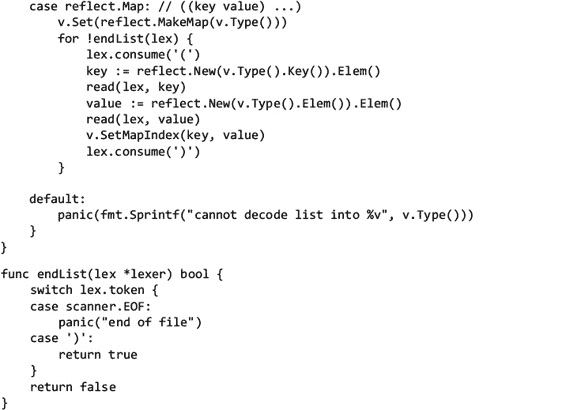 case reflect.Map: // ((key value) ...)
        v.Set(reflect.MakeMap(v.Type()))
        for !endList(lex) {
            lex.consume('(')
            key := reflect.New(v.Type().Key()).Elem()
            read(lex, key)
            value := reflect.New(v.Type().Elem()).Elem()
            read(lex, value)
            v.SetMapIndex(key, value)
            lex.consume(')')
        }

    default:
        panic(fmt.Sprintf("cannot decode list into %v", v.Type()))
    }
}

func endList(lex *lexer) bool {
    switch lex.token {
    case scanner.EOF:
        panic("end of file")
    case ')':
        return true
    }
    return false
}